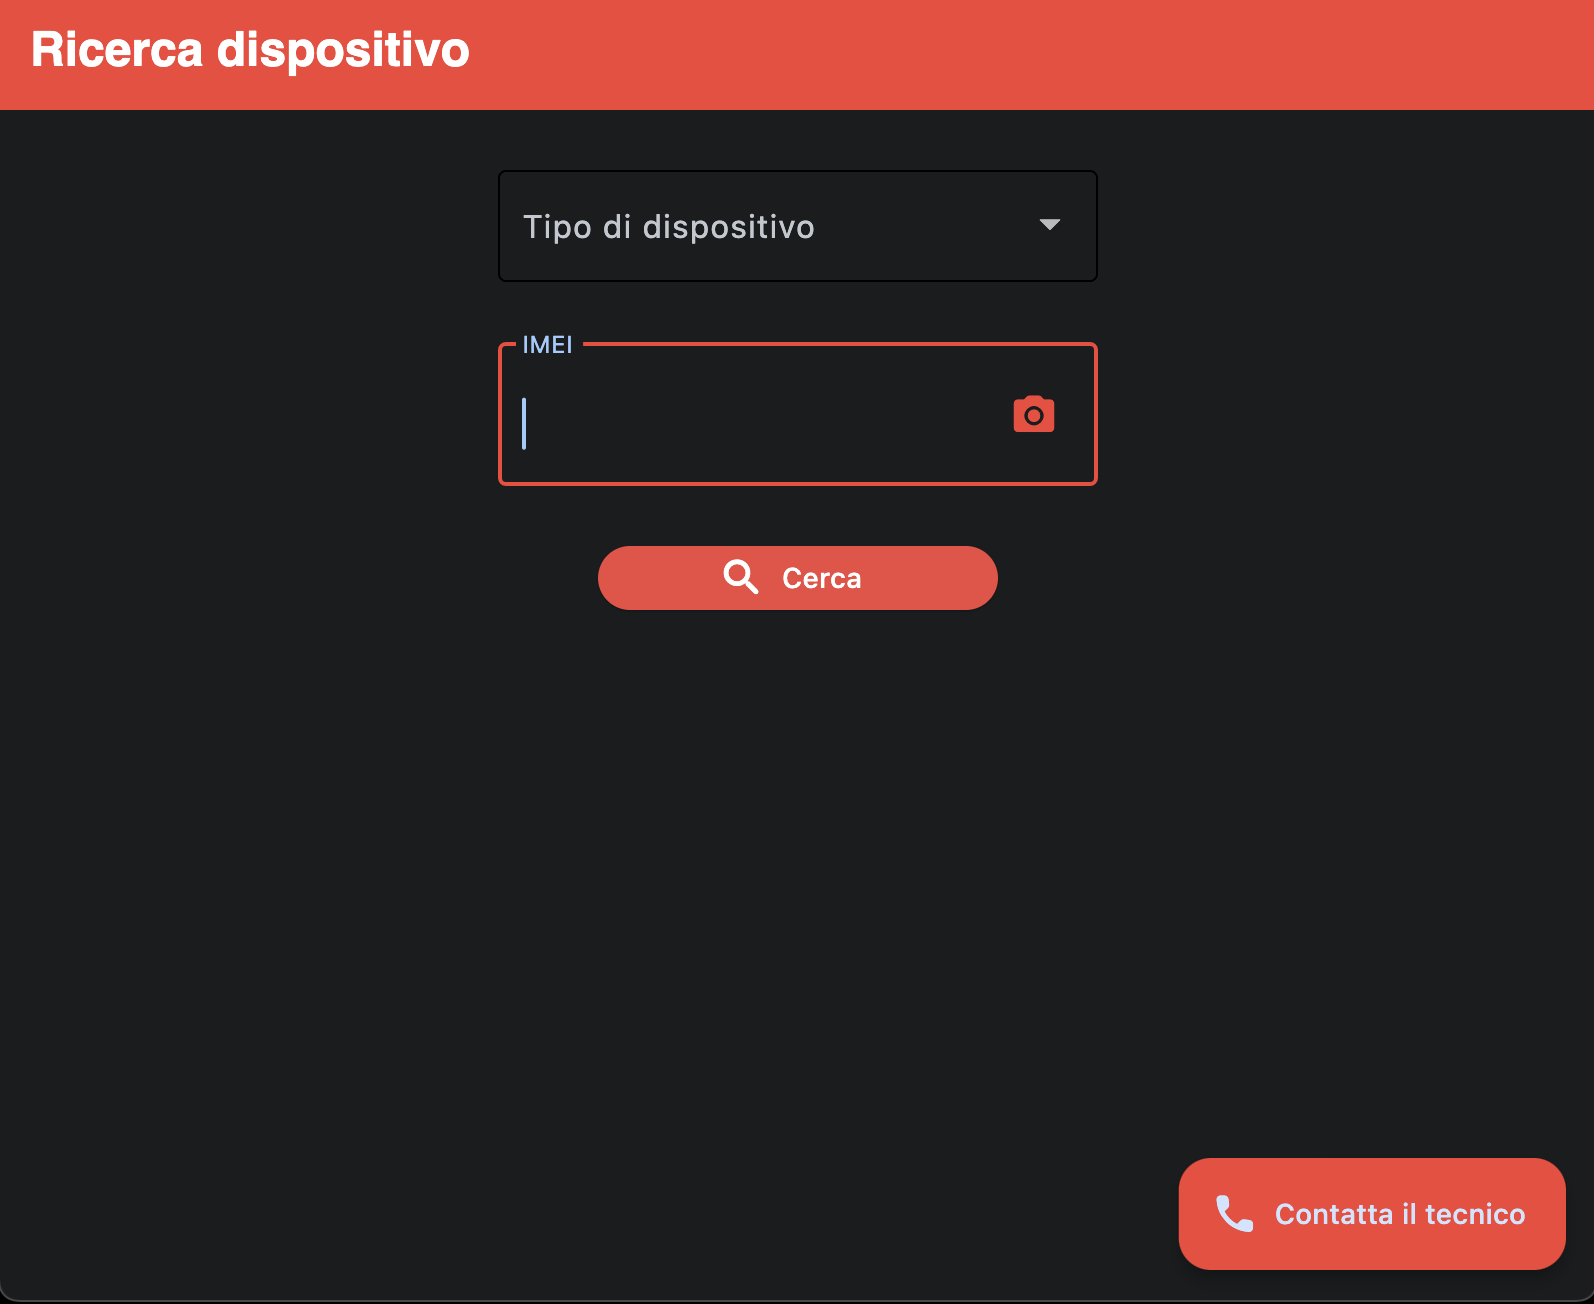 Ricerca dispositivo
Tipo di dispositivo
IMEI
Cerca
Contatta il tecnico